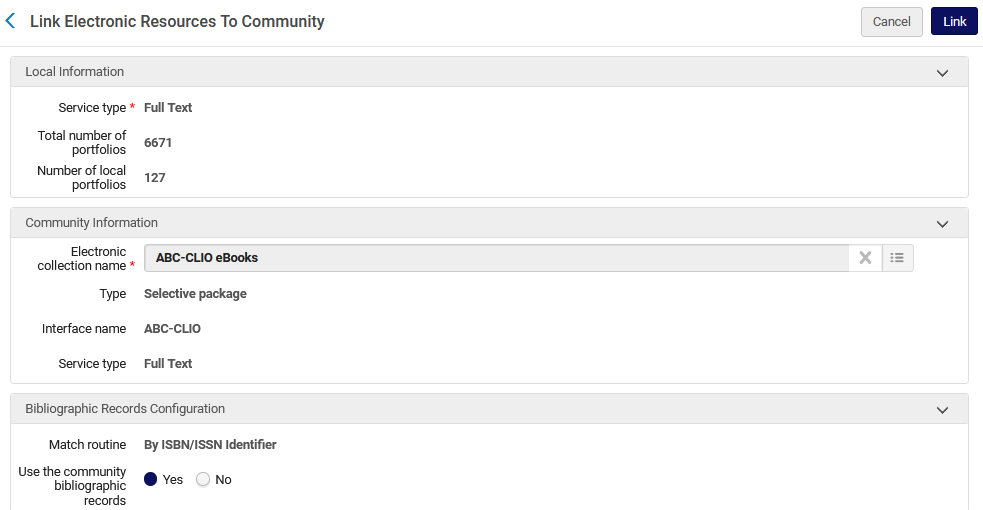 Link Electronic Resources To Community
Cancel
Link
Local Information
Service type * Full Text
Total number of
portfolios
6671
Number of local
portfolios
127
Community Information
Electronic
collection name *
ABC-CLIO eBooks
Type Selective package
Interface name ABC-CLIO
Service type Full Text
Bibliographic Records Configuration
Match routine By ISBN/ISSN Identifier
Use the community
bibliographic
records
Yes No